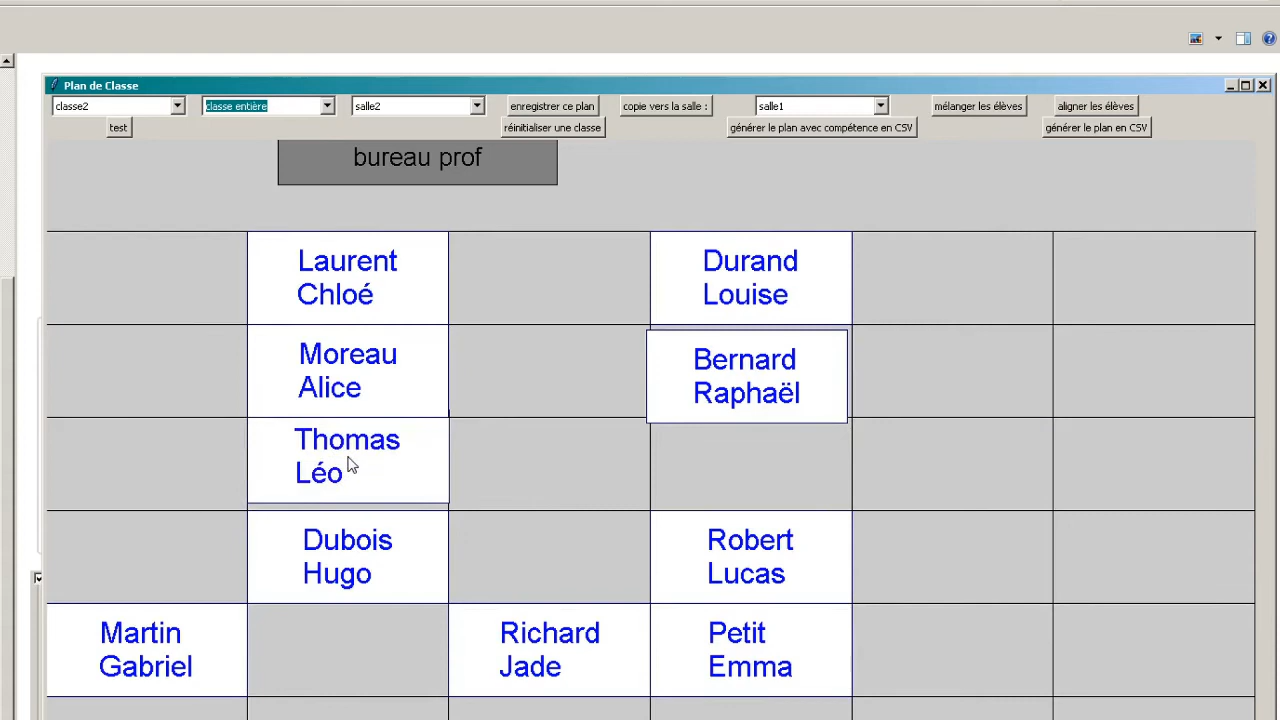 Plan de Classe
classe2 classe entière salle2 enregistrer ce plan copie vers la salle : salle1 mélanger les élèves aligner les élèves
test réinitialiser une classe générer le plan avec compétence en CSV générer le plan en CSV
bureau prof
Laurent
Chloé
Durand
Louise
Moreau
Alice
Bernard
Raphaël
Thomas
Léo
Dubois
Hugo
Robert
Lucas
Martin
Gabriel
Richard
Jade
Petit
Emma